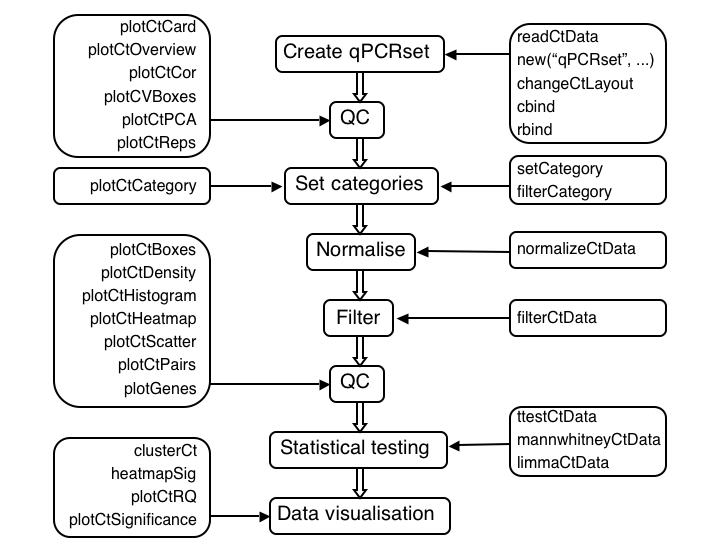 plotCtCard
plotCtOverview
plotCtCor
plotCVBoxes
plotCtPCA
plotCtReps
Create qPCRset
readCtData
new(“qPCRset”, ...)
changeCtLayout
cbind
rbind
QC
plotCtCategory
Set categories
setCategory
filterCategory
Normalise
normalizeCtData
plotCtBoxes
plotCtDensity
plotCtHistogram
plotCtHeatmap
plotCtScatter
plotCtPairs
plotGenes
Filter
filterCtData
QC
Statistical testing
ttestCtData
mannwhitneyCtData
limmaCtData
clusterCt
heatmapSig
plotCtRQ
plotCtSignificance
Data visualisation